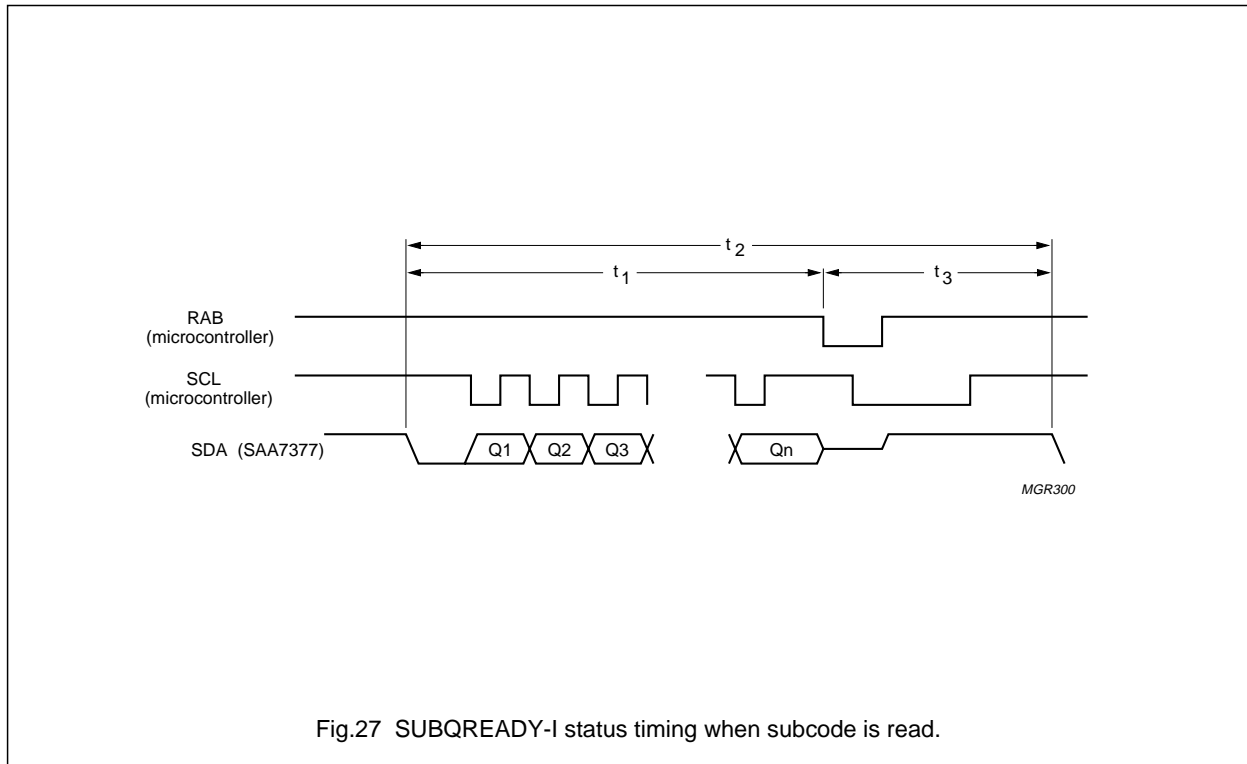 t2
t1
t3
RAB
(microcontroller)
SCL
(microcontroller)
SDA (SAA7377)
Q1 Q2 Q3 Qn
MGR300
Fig.27 SUBQREADY-I status timing when subcode is read.